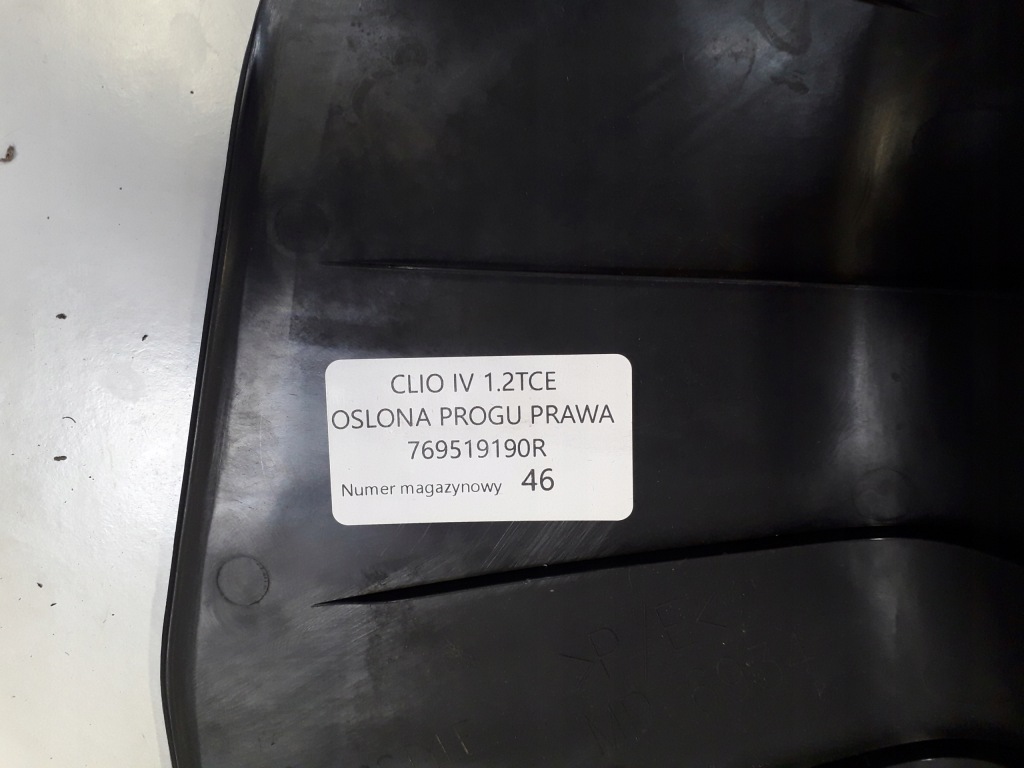 CLIO IV 1.2TCE
OSLONA PROGU PRAWA
769519190R
Numer magazynowy 46